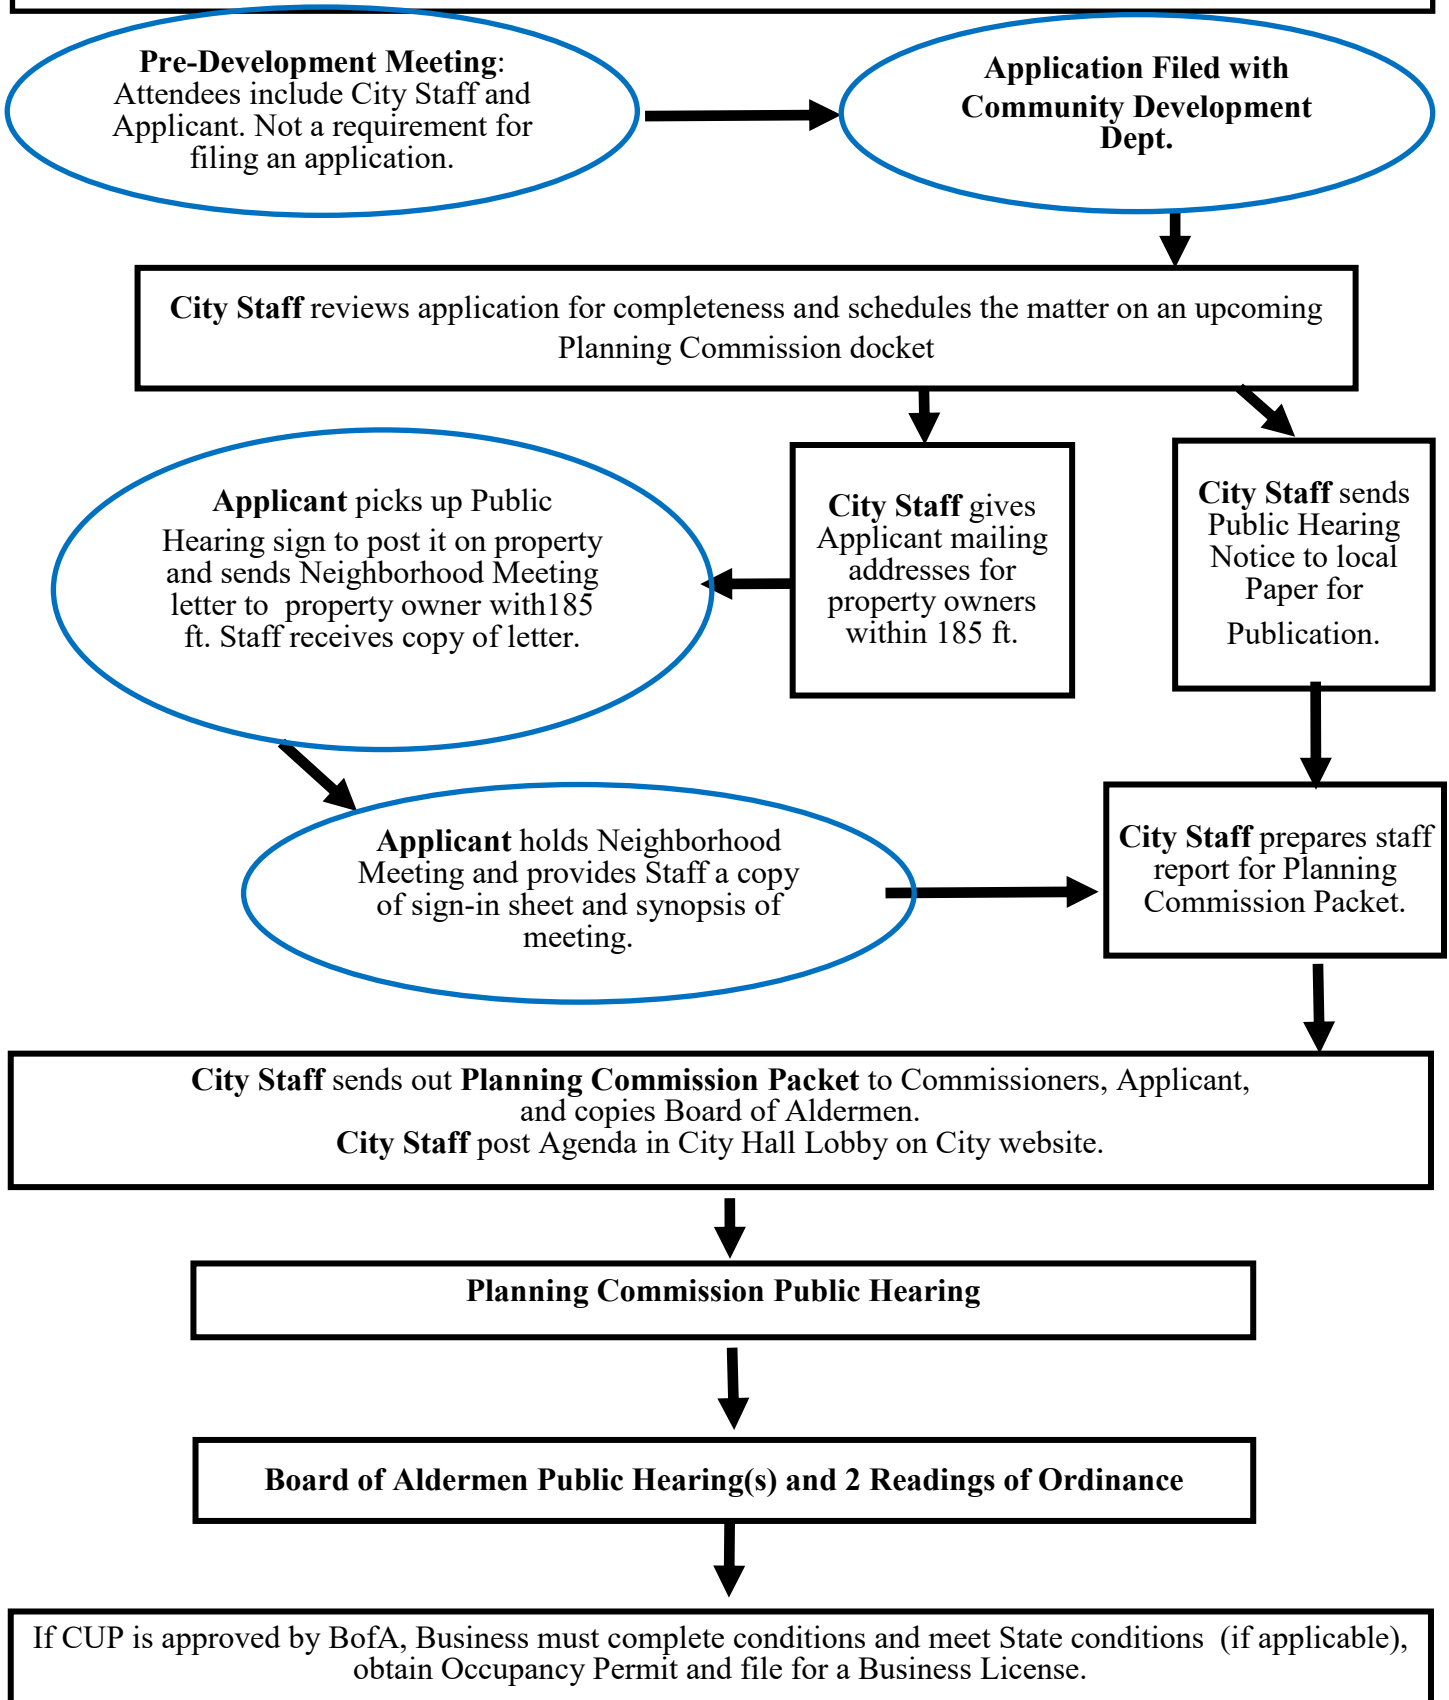 Pre-Development Meeting:
Attendees include City Staff and
Applicant. Not a requirement for
filing an application.
Application Filed with
Community Development
Dept.
City Staff reviews application for completeness and schedules the matter on an upcoming
Planning Commission docket
Applicant picks up Public
Hearing sign to post it on property
and sends Neighborhood Meeting
letter to property owner with185
ft. Staff receives copy of letter.
City Staff gives
Applicant mailing
addresses for
property owners
within 185 ft.
City Staff sends
Public Hearing
Notice to local
Paper for
Publication.
Applicant holds Neighborhood
Meeting and provides Staff a copy
of sign-in sheet and synopsis of
meeting.
City Staff prepares staff
report for Planning
Commission Packet.
City Staff sends out Planning Commission Packet to Commissioners, Applicant,
and copies Board of Aldermen.
City Staff post Agenda in City Hall Lobby on City website.
Planning Commission Public Hearing
Board of Aldermen Public Hearing(s) and 2 Readings of Ordinance
If CUP is approved by BofA, Business must complete conditions and meet State conditions (if applicable),
obtain Occupancy Permit and file for a Business License.